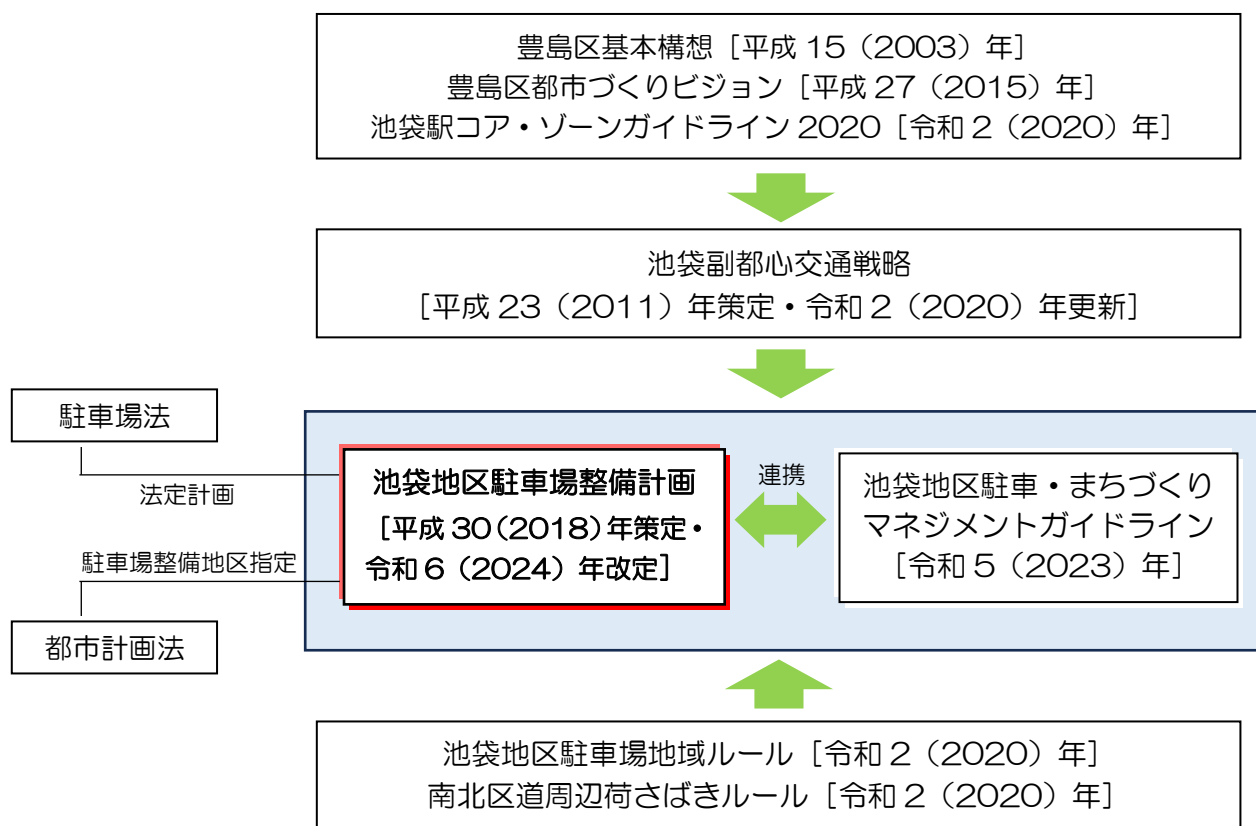 豊島区基本構想［平成 15（2003）年］
豊島区都市づくりビジョン［平成 27（2015）年］
池袋駅コア・ゾーンガイドライン 2020［令和 2（2020）年］
池袋副都心交通戦略
［平成 23（2011）年策定・令和 2（2020）年更新］
駐車場法
法定計画
駐車場整備地区指定
都市計画法
池袋地区駐車場整備計画
［平成 30（2018）年策定・
令和 6（2024）年改定］
連携
池袋地区駐車・まちづくり
マネジメントガイドライン
［令和 5（2023）年］
池袋地区駐車場地域ルール［令和 2（2020）年］
南北区道周辺荷さばきルール［令和 2（2020）年］